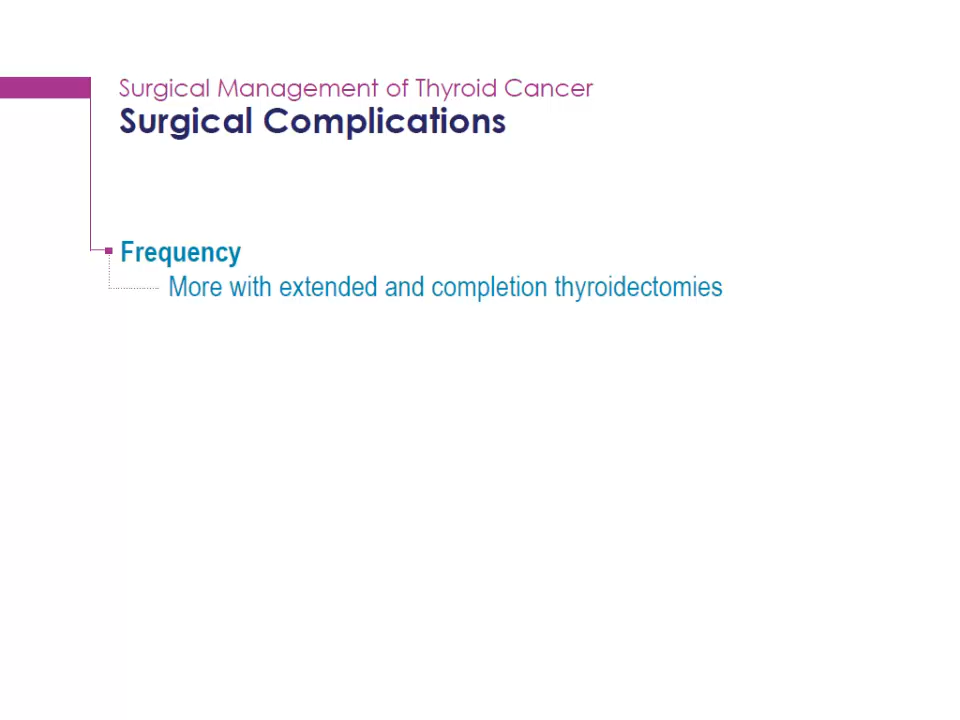 Surgical Management of Thyroid Cancer
Surgical Complications
Frequency
More with extended and completion thyroidectomies